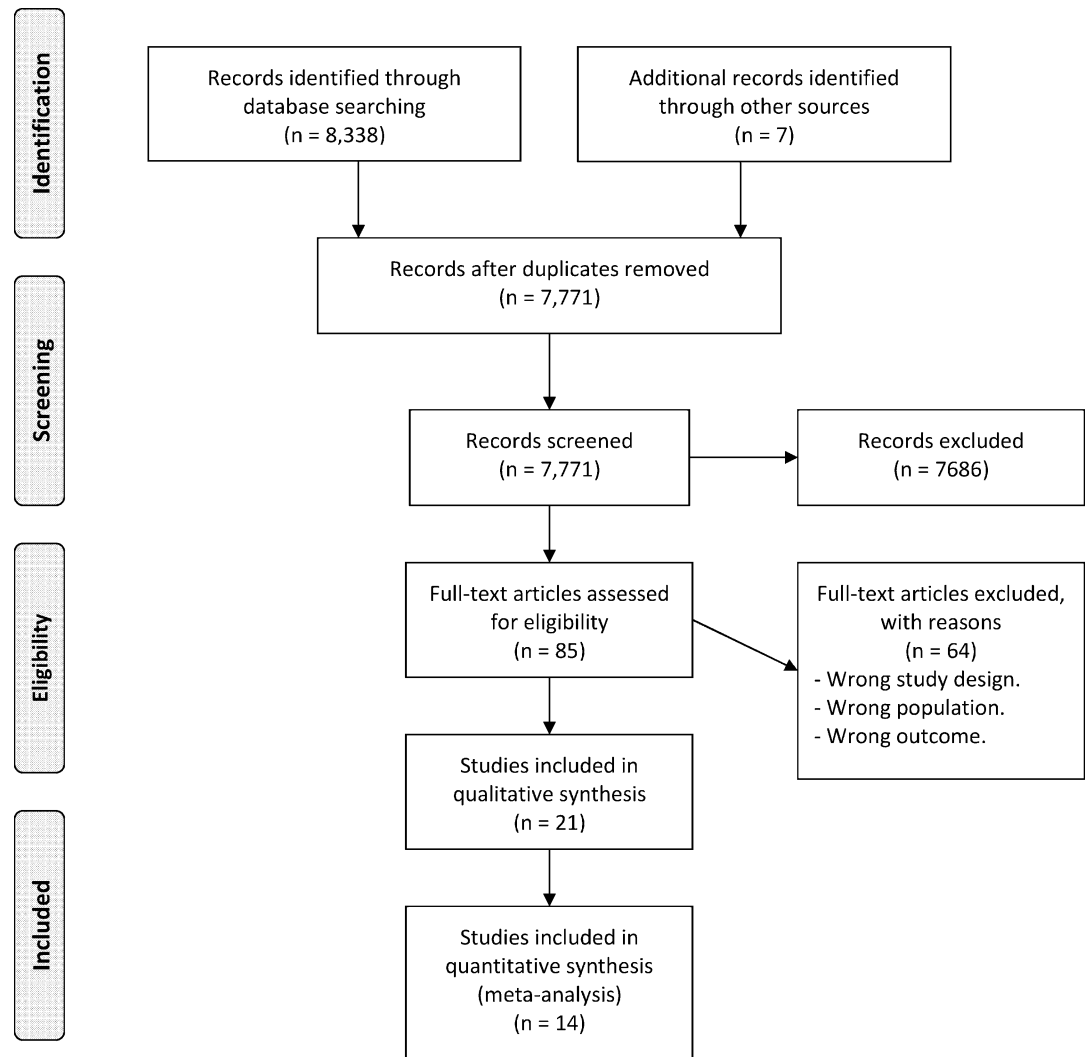 Identification
Records identified through
database searching
(n = 8,338)
Additional records identified
through other sources
(n = 7)
Records after duplicates removed
(n = 7,771)
Screening
Records screened
(n = 7,771)
Records excluded
(n = 7686)
Eligibility
Full-text articles assessed
for eligibility
(n = 85)
Full-text articles excluded,
with reasons
(n = 64)
- Wrong study design.
- Wrong population.
- Wrong outcome.
Studies included in
qualitative synthesis
(n = 21)
Included
Studies included in
quantitative synthesis
(meta-analysis)
(n = 14)